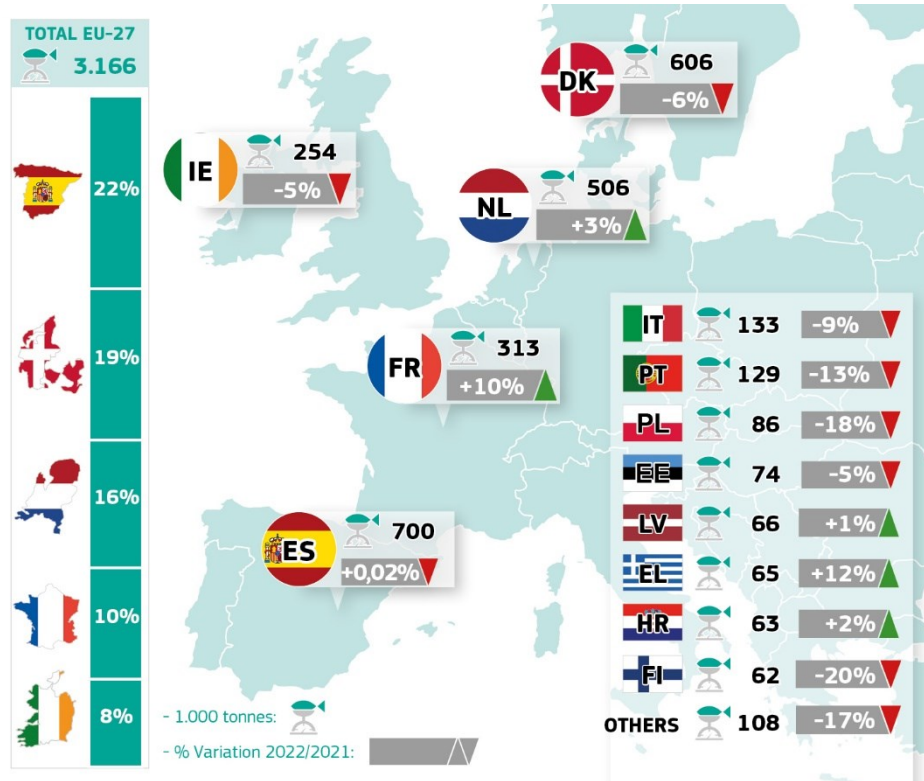 TOTAL EU-27
3.166
22%
19%
16%
10%
8%
DK
606
-6%
IE
254
-5%
NL
506
+3%
FR
313
+10%
ES
700
+0,02%
IT 133 -9%
PT 129 -13%
PL 86 -18%
EE 74 -5%
LV 66 +1%
EL 65 +12%
HR 63 +2%
FI 62 -20%
OTHERS 108 -17%
- 1.000 tonnes:
- % Variation 2022/2021: